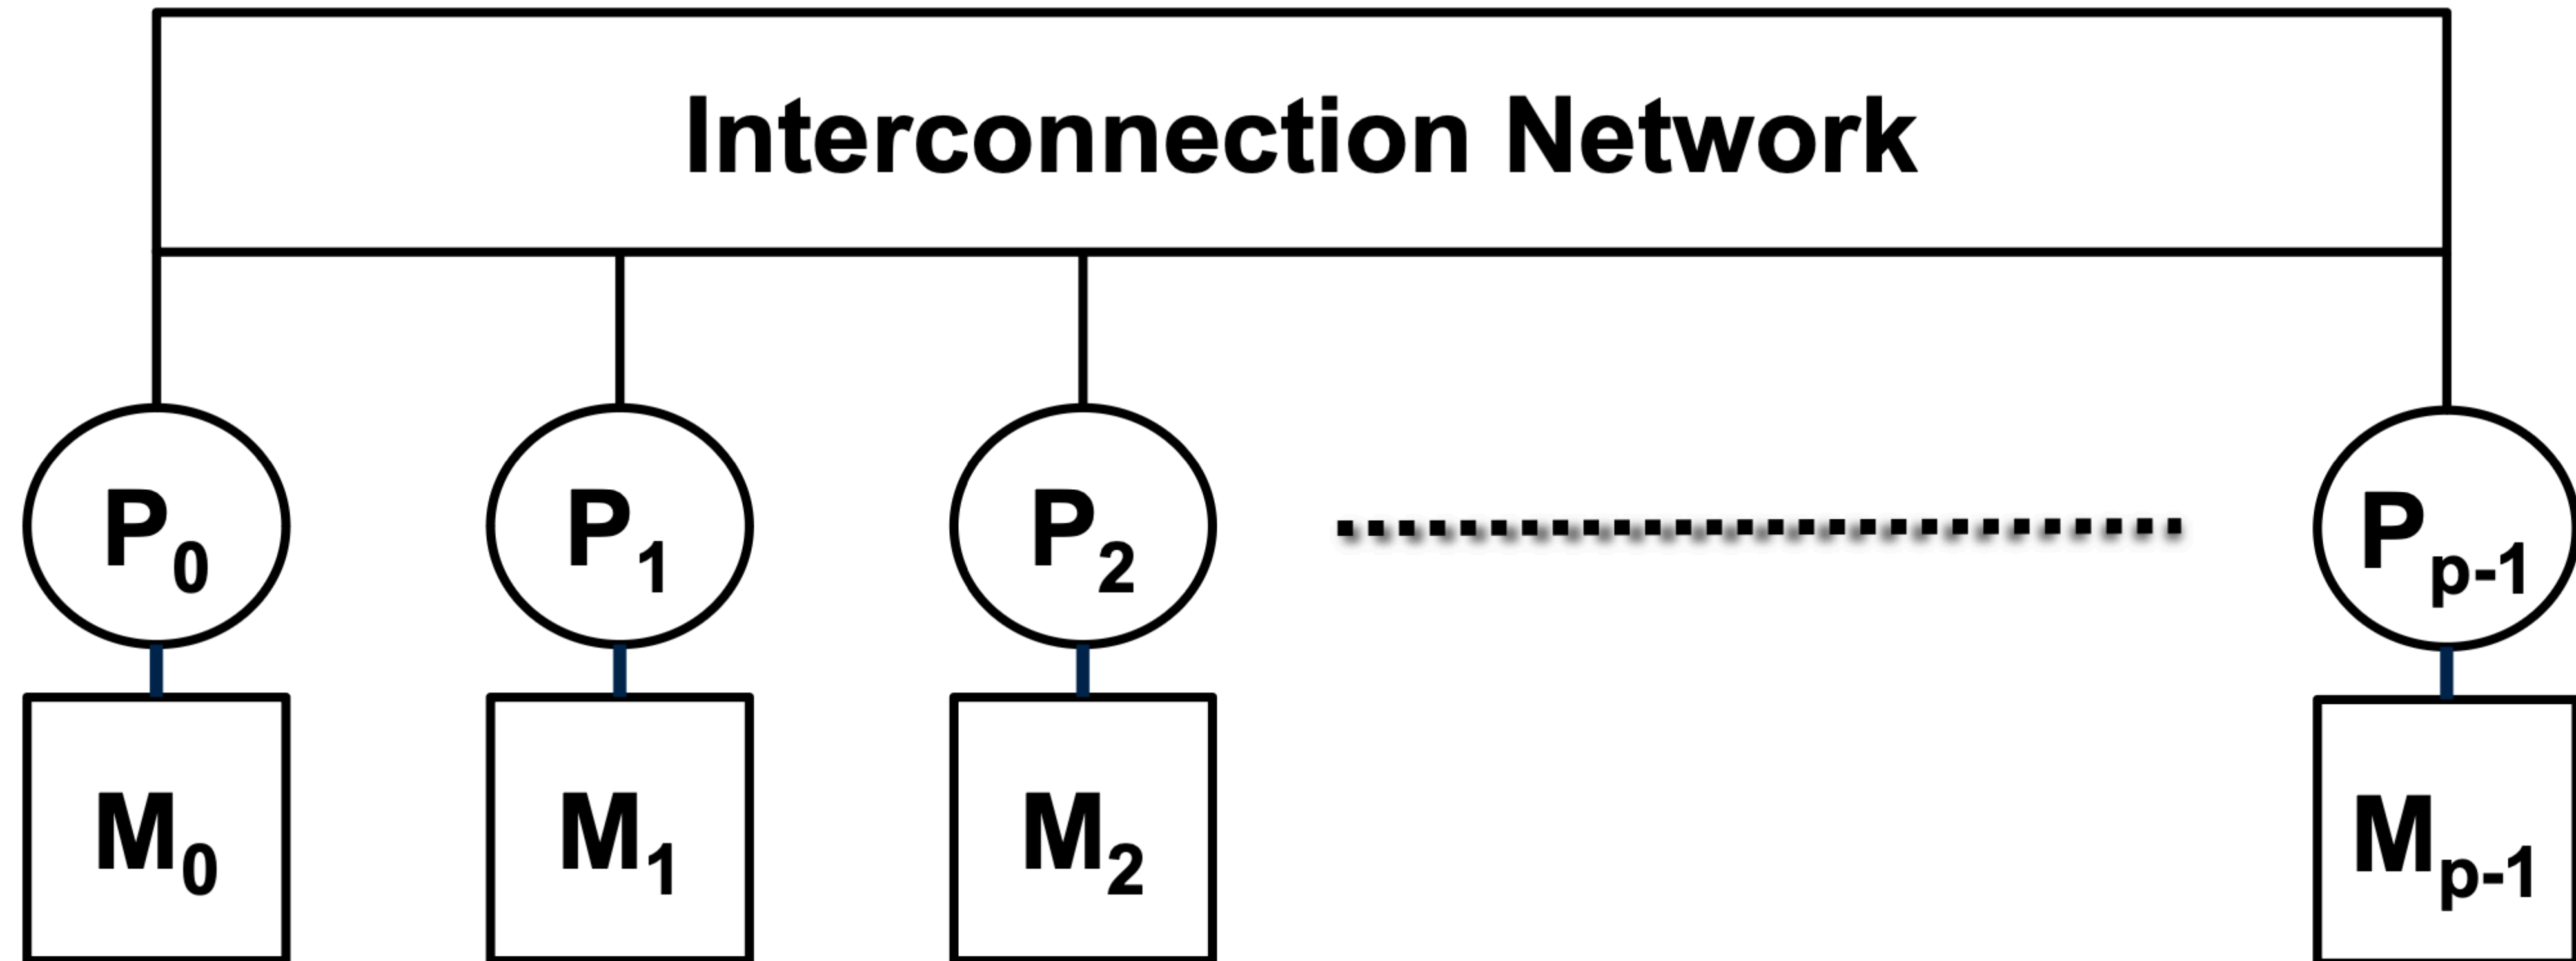 Interconnection Network
P₀ P₁ P₂ Pₚ₋₁
M₀ M₁ M₂ Mₚ₋₁